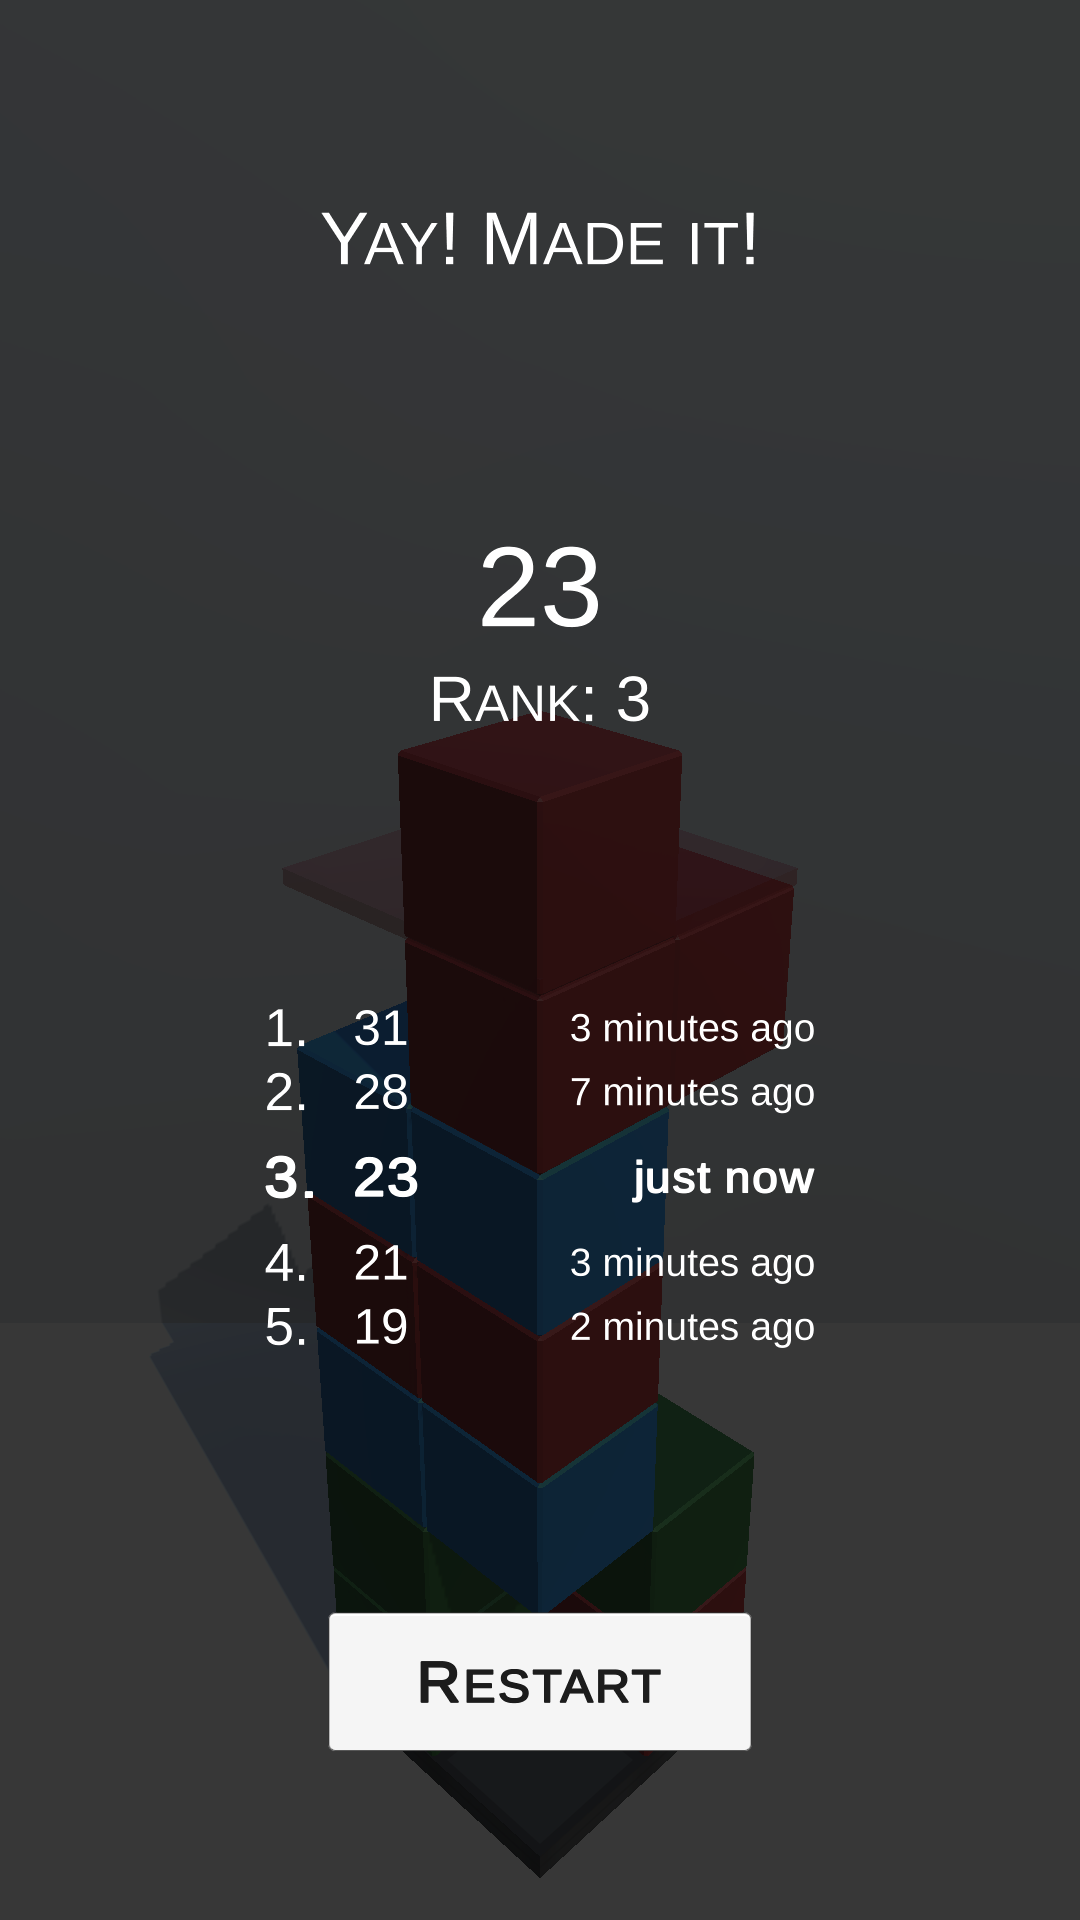 Yay! Made it!
23
Rank: 3
1. 31 3 minutes ago
2. 28 7 minutes ago
3. 23 just now
4. 21 3 minutes ago
5. 19 2 minutes ago
Restart